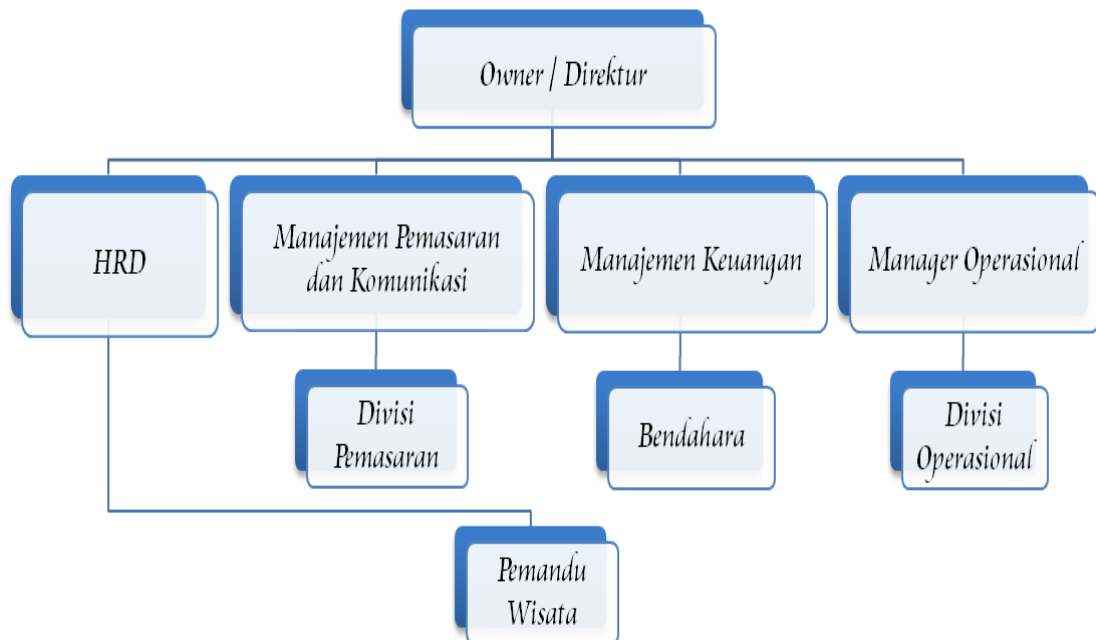 Owner / Direktur
HRD
Manajemen Pemasaran
dan Komunikasi
Manajemen Keuangan
Manager Operasional
Divisi
Pemasaran
Bendahara
Divisi
Operasional
Pemandu
Wisata